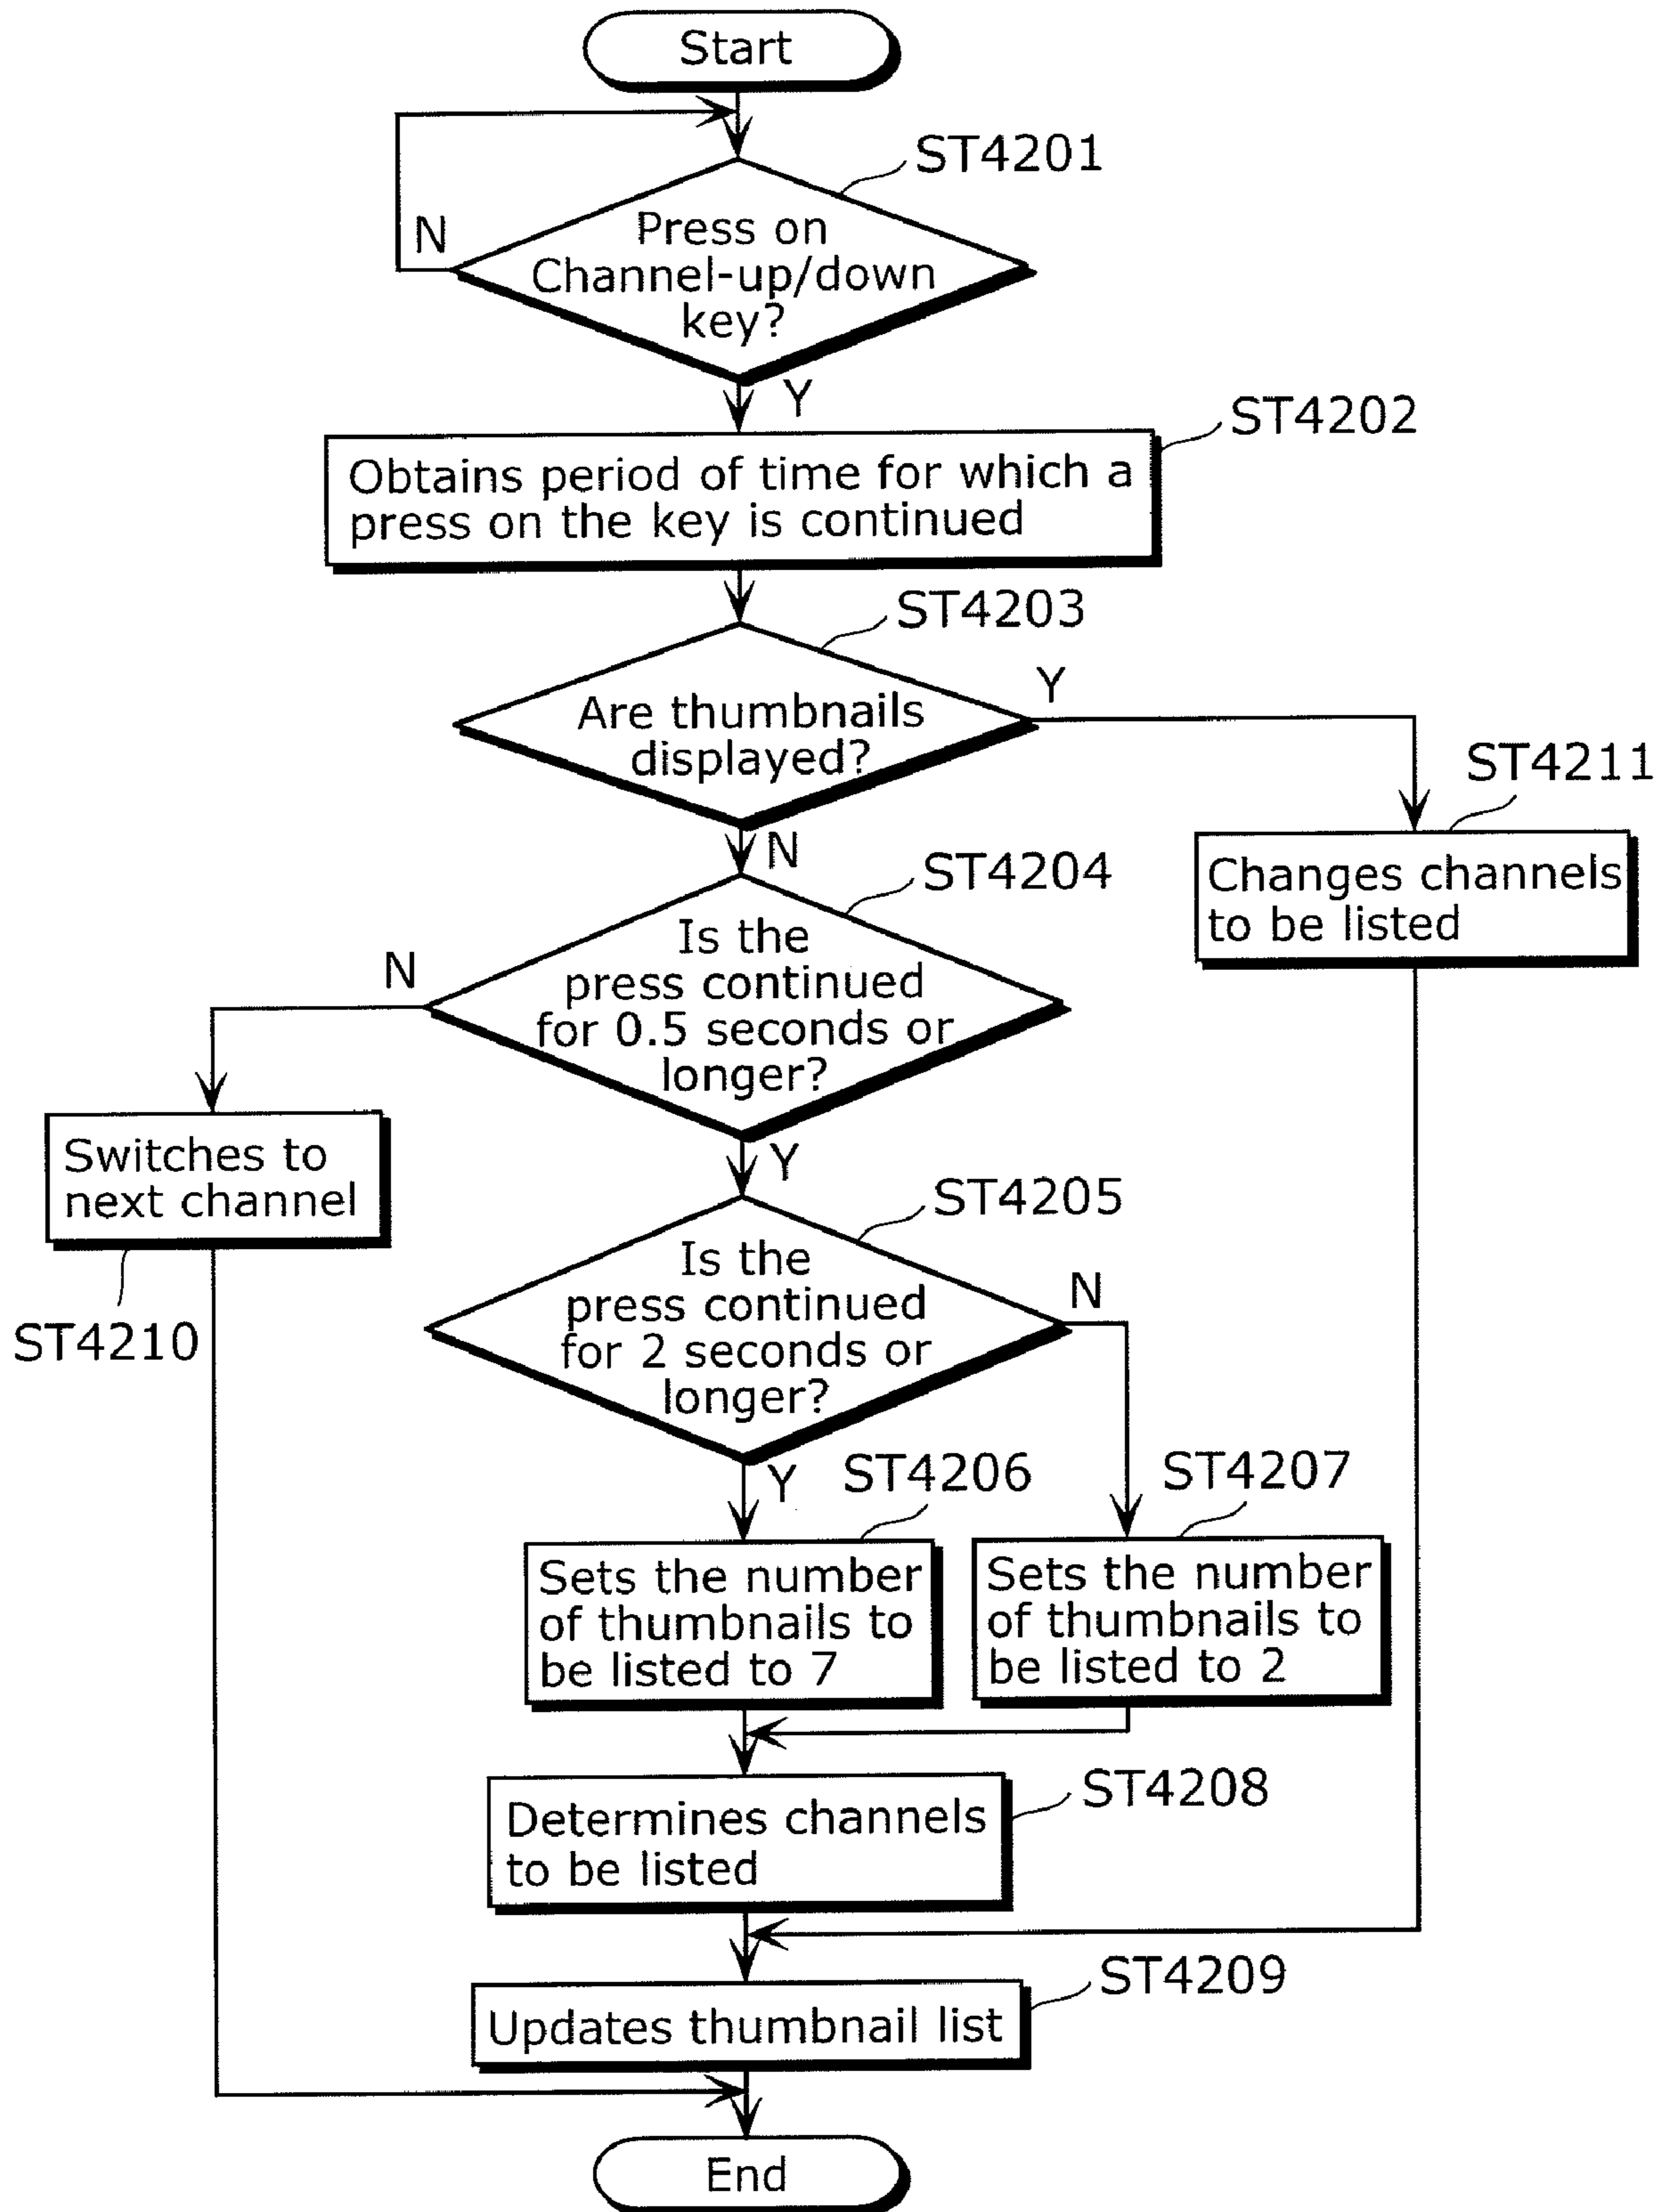 Start
ST4201
N
Press on
Channel-up/down
key?
Y
ST4202
Obtains period of time for which a
press on the key is continued
ST4203
Y
Are thumbnails
displayed?
ST4211
N
ST4204
Changes channels
to be listed
N
Is the
press continued
for 0.5 seconds or
longer?
Switches to
next channel
Y
ST4205
ST4210
Is the
press continued
for 2 seconds or
longer?
N
Y
ST4206
ST4207
Sets the number
of thumbnails to
be listed to 7
Sets the number
of thumbnails to
be listed to 2
ST4208
Determines channels
to be listed
ST4209
Updates thumbnail list
End